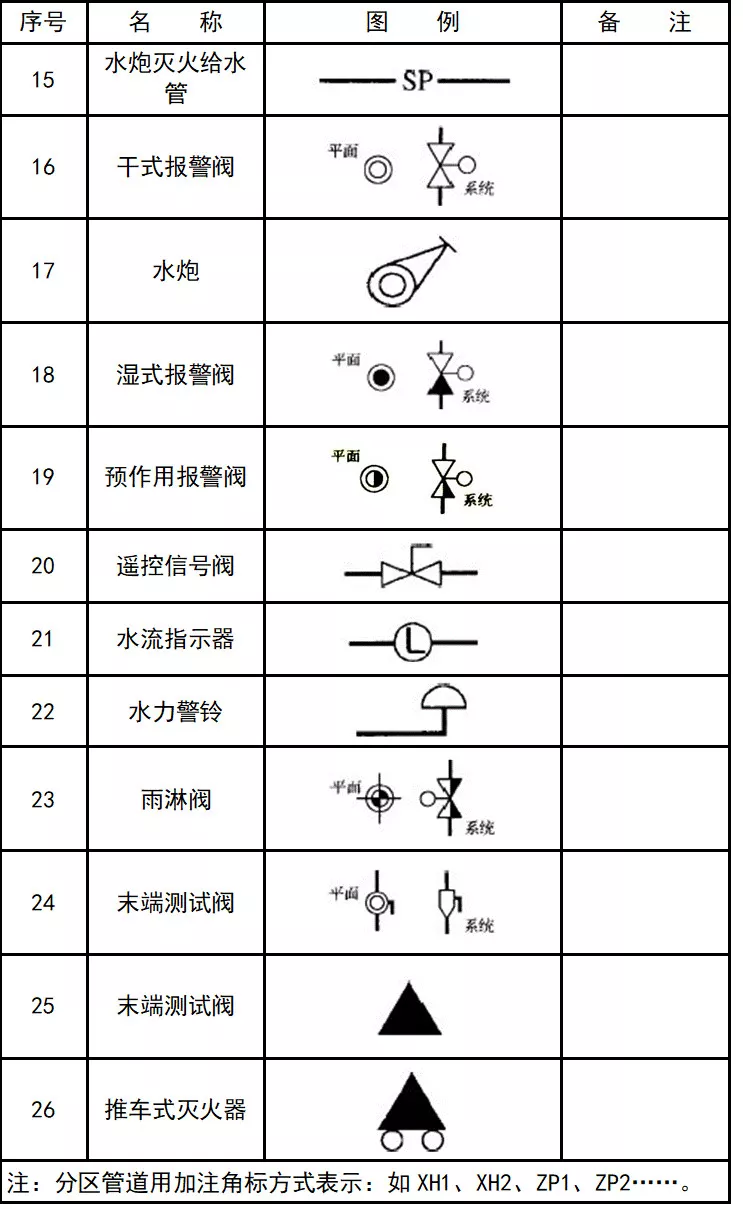 序号 名 称 图 例 备 注
15 水炮灭火给水
管 SP
16 干式报警阀 平面 系统
17 水炮
18 湿式报警阀 平面 系统
19 预作用报警阀 平面 系统
20 遥控信号阀
21 水流指示器 L
22 水力警铃
23 雨淋阀 平面 系统
24 末端测试阀 平面 系统
25 末端测试阀
26 推车式灭火器
注：分区管道用加注角标方式表示：如 XH1、XH2、ZP1、ZP2……。